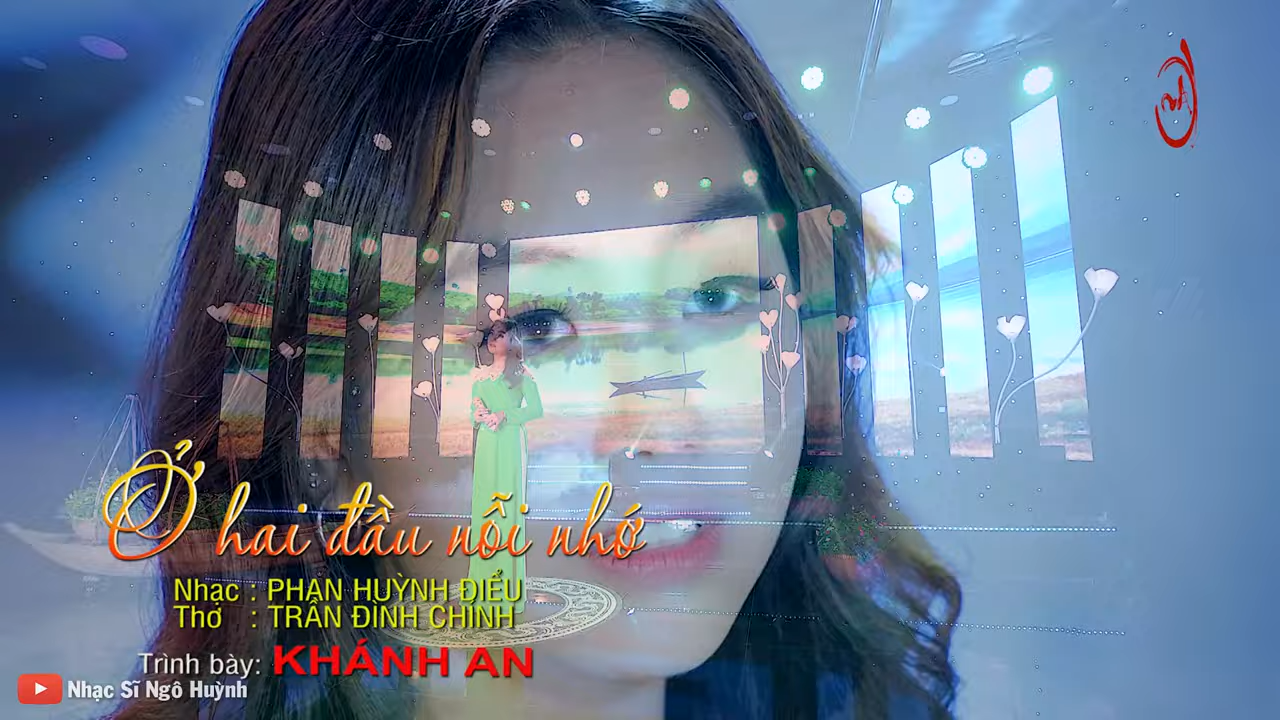 Ở hai đầu nỗi nhớ
Nhạc : PHAN HUỲNH ĐIỂU
Thơ : TRẦN ĐÌNH CHÍNH
Trình bày: KHÁNH AN
Nhạc Sĩ Ngô Huỳnh